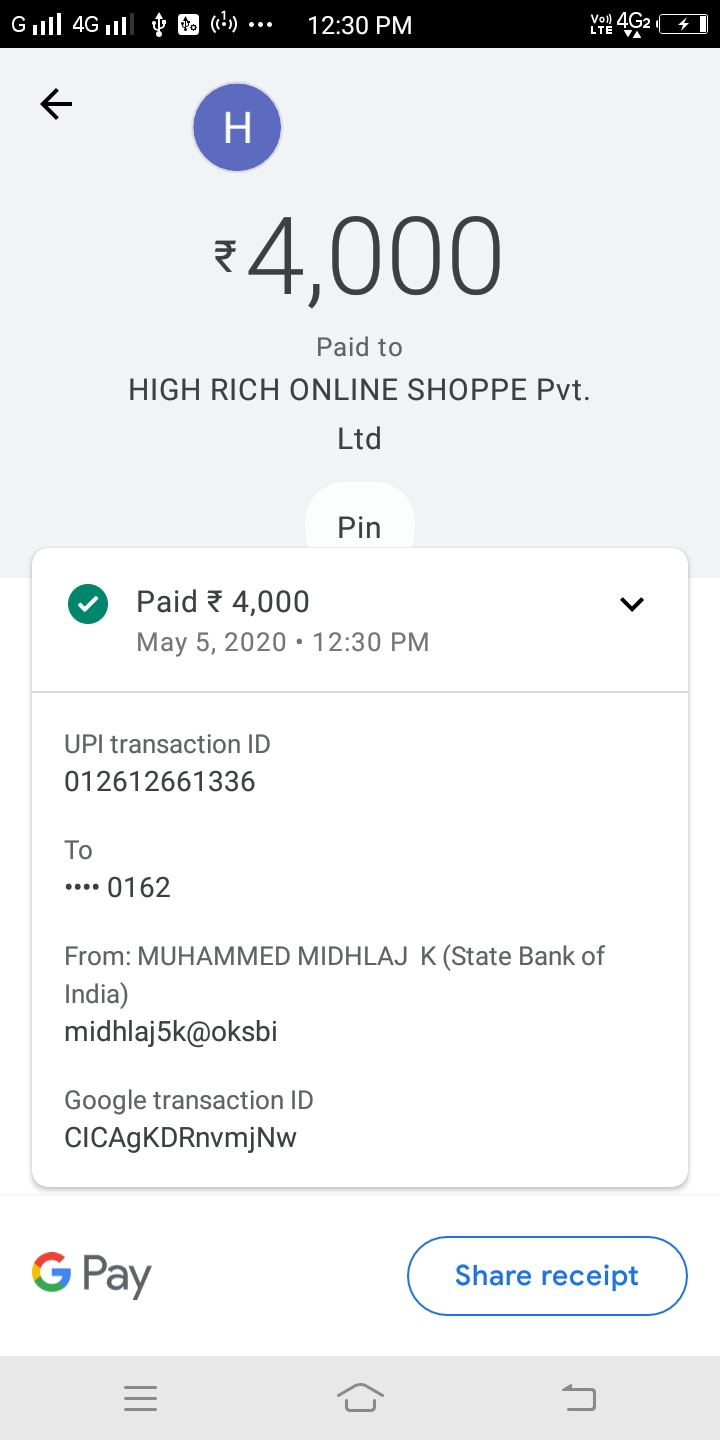 G 4G 12:30 PM Vo)) LTE 4G2
H
₹4,000
Paid to
HIGH RICH ONLINE SHOPPE Pvt.
Ltd
Pin
Paid ₹ 4,000
May 5, 2020 • 12:30 PM
UPI transaction ID
012612661336
To
•••• 0162
From: MUHAMMED MIDHLAJ  K (State Bank of
India)
midhlaj5k@oksbi
Google transaction ID
CICAgKDRnvmjNw
G Pay
Share receipt